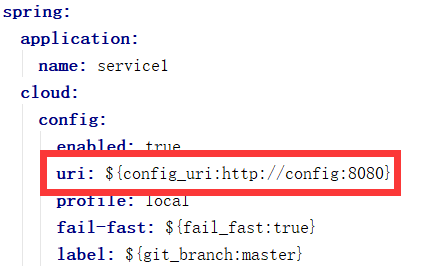 spring:
application:
name: service1
cloud:
config:
enabled: true
uri: ${config_uri:http://config:8080}
profile: local
fail-fast: ${fail_fast:true}
label: ${git_branch:master}